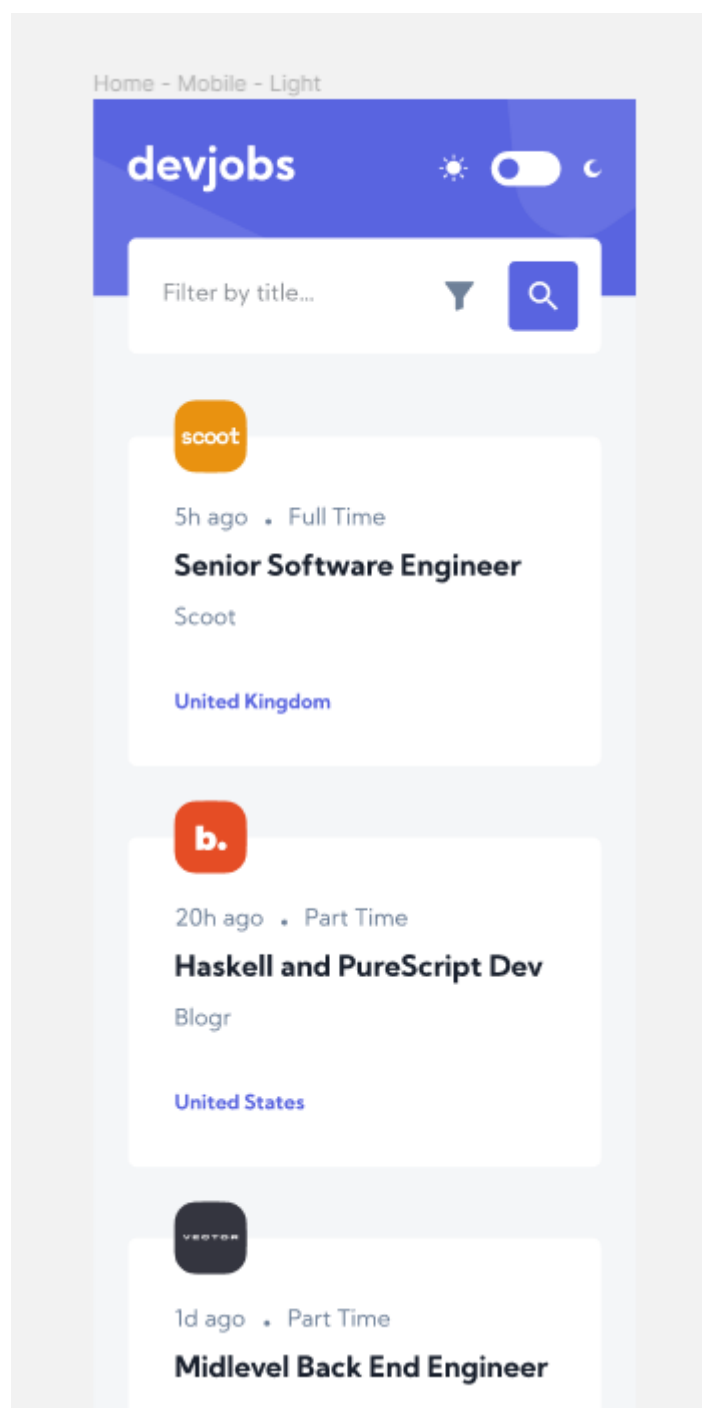 Home - Mobile - Light
devjobs
Filter by title...
scoot
5h ago . Full Time
Senior Software Engineer
Scoot
United Kingdom
b.
20h ago . Part Time
Haskell and PureScript Dev
Blogr
United States
VECTOR
1d ago . Part Time
Midlevel Back End Engineer